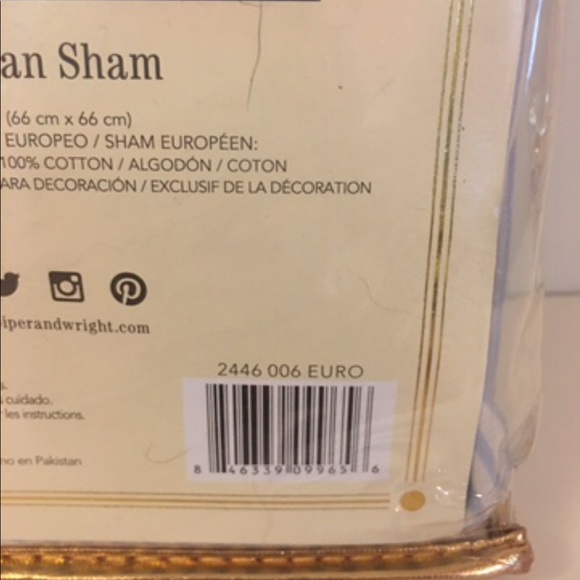 an Sham
(66 cm x 66 cm)
EUROPEO / SHAM EUROPÉEN:
100% COTTON / ALGODÓN / COTON
ARA DECORACIÓN / EXCLUSIF DE LA DÉCORATION
iperandwright.com
2446 006 EURO
cuidado.
les instructions.
no en Pakistan
8 46339 09965 6